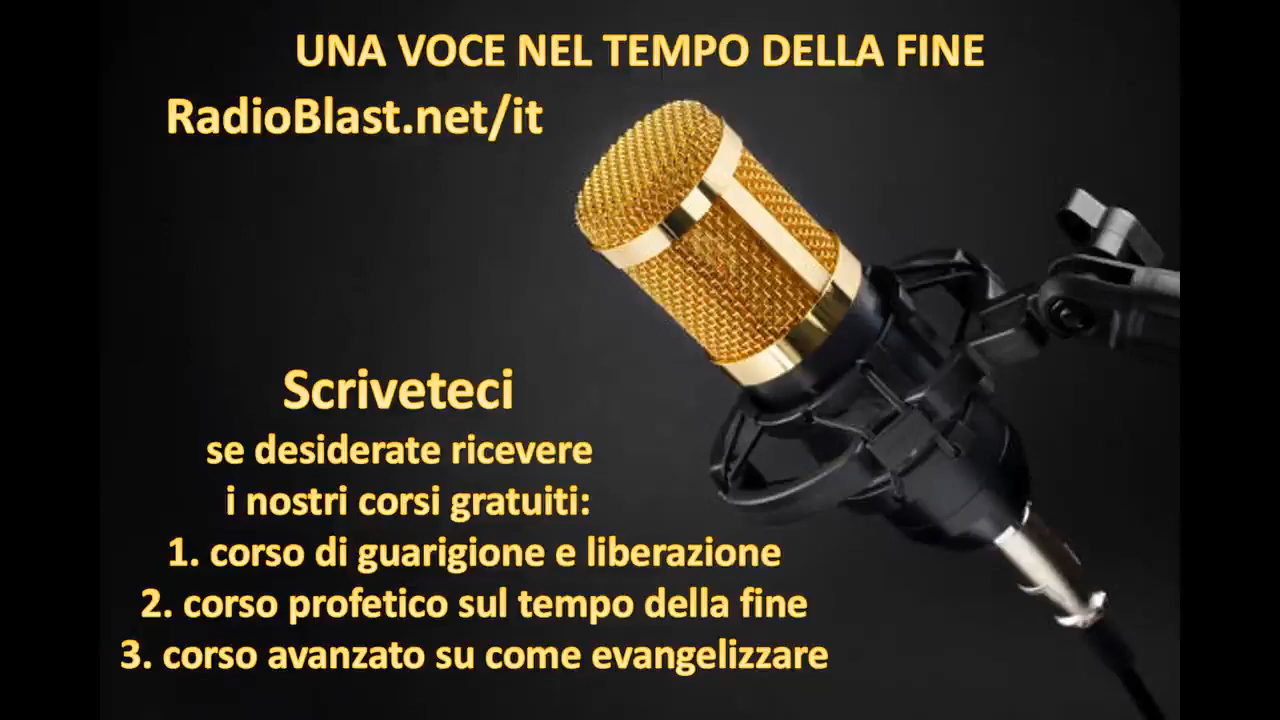 UNA VOCE NEL TEMPO DELLA FINE
RadioBlast.net/it
Scriveteci
se desiderate ricevere
i nostri corsi gratuiti:
1. corso di guarigione e liberazione
2. corso profetico sul tempo della fine
3. corso avanzato su come evangelizzare